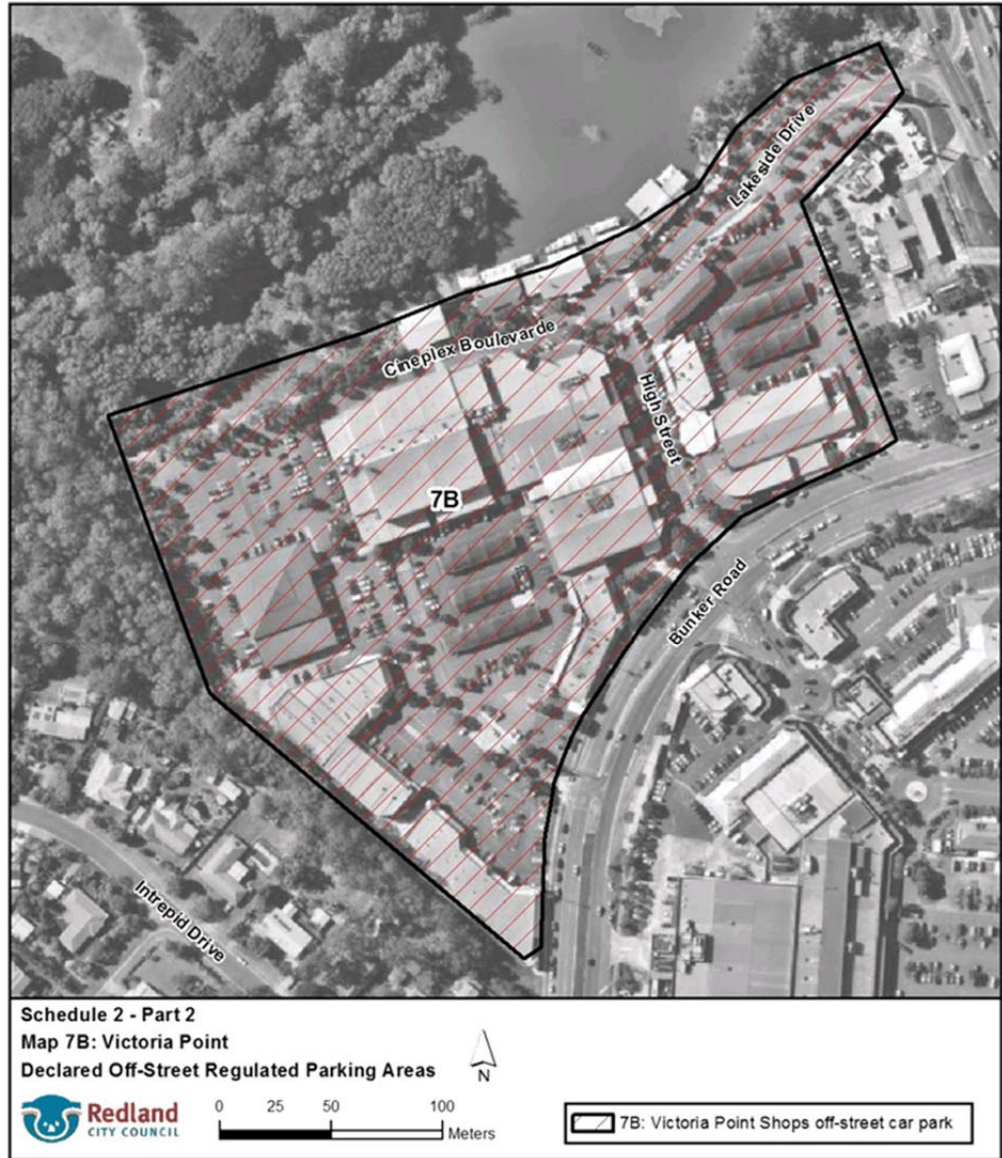 Lakeside Drive
Cineplex Boulevarde
High Street
7B
Bunker Road
Intrepid Drive
Schedule 2 - Part 2
Map 7B: Victoria Point
Declared Off-Street Regulated Parking Areas
N
Redland
CITY COUNCIL
0 25 50 100
Meters
7B: Victoria Point Shops off-street car park